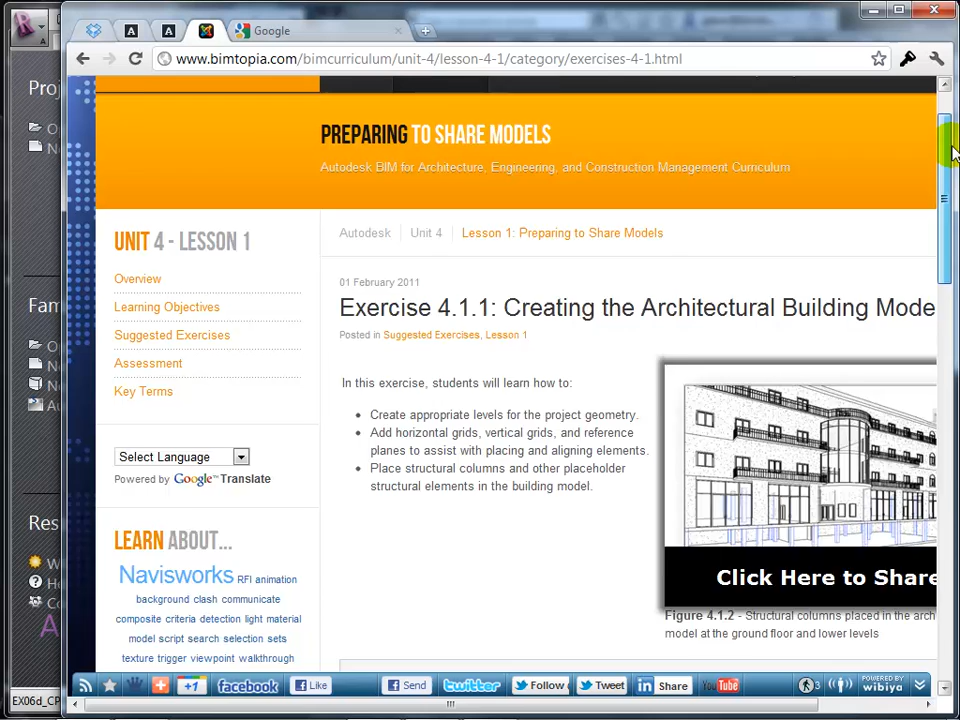 Google
www.bimtopia.com/bimcurriculum/unit-4/lesson-4-1/category/exercises-4-1.html
PREPARING TO SHARE MODELS
Autodesk BIM for Architecture, Engineering, and Construction Management Curriculum
UNIT 4 - LESSON 1
Overview
Learning Objectives
Suggested Exercises
Assessment
Key Terms
Select Language
Powered by Google™ Translate
LEARN ABOUT...
Navisworks RFI animation
background clash communicate
composite criteria detection light material
model script search selection sets
texture trigger viewpoint walkthrough
Autodesk
Unit 4
Lesson 1: Preparing to Share Models
01 February 2011
Exercise 4.1.1: Creating the Architectural Building Mode
Posted in Suggested Exercises, Lesson 1
In this exercise, students will learn how to:
• Create appropriate levels for the project geometry.
• Add horizontal grids, vertical grids, and reference
planes to assist with placing and aligning elements.
• Place structural columns and other placeholder
structural elements in the building model.
Click Here to Share
Figure 4.1.2 - Structural columns placed in the arch
model at the ground floor and lower levels
+1
facebook
Like
Send
twitter
Follow
Tweet
in Share
YouTube
3
POWERED BY
wibiya
Proj
Fam
Res
EX06d_CP